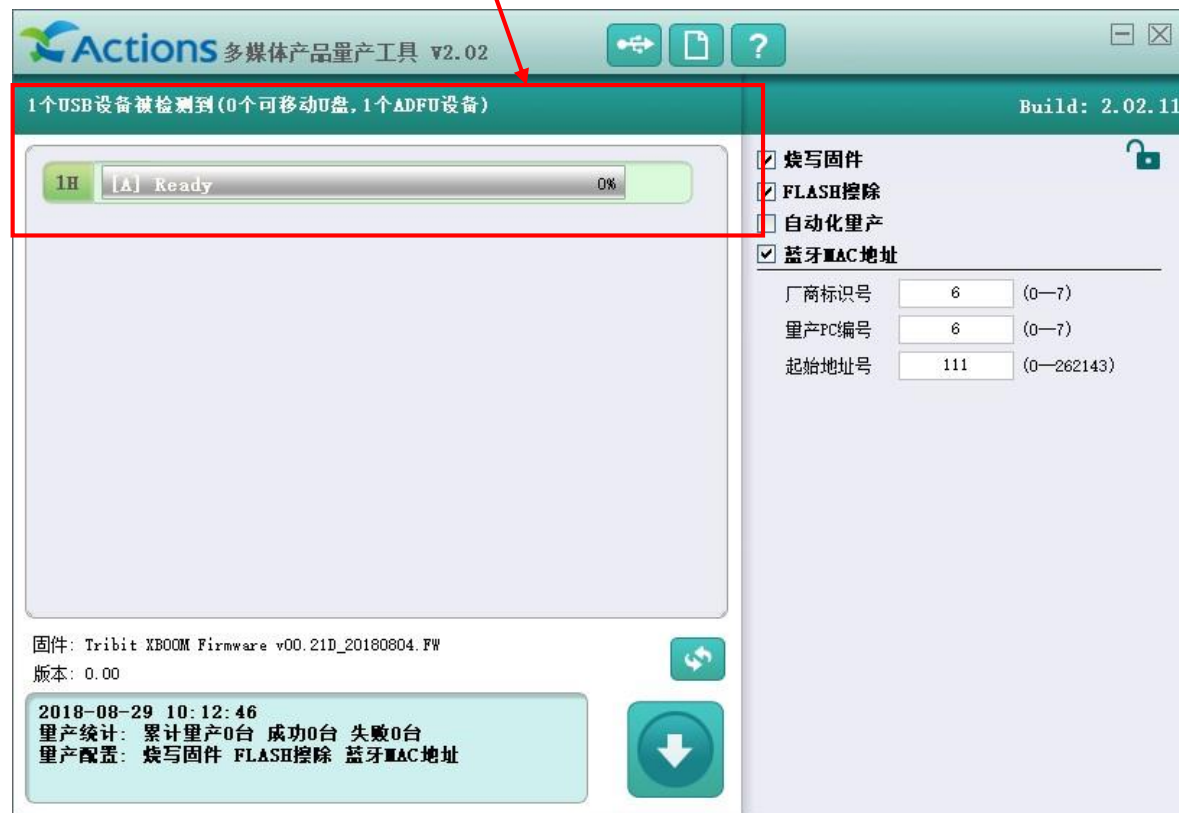 Actions 多媒体产品量产工具 V2.02
?
1个USB设备被检测到(0个可移动U盘,1个ADFU设备)
Build: 2.02.11
1H [A] Ready 0%
烧写固件
FLASH擦除
自动化量产
蓝牙MAC地址
厂商标识号 6 (0—7)
量产PC编号 6 (0—7)
起始地址号 111 (0—262143)
固件: Tribit XBOOM Firmware v00.21D_20180804.FW
版本: 0.00
2018-08-29 10:12:46
量产统计: 累计量产0台 成功0台 失败0台
量产配置: 烧写固件 FLASH擦除 蓝牙MAC地址